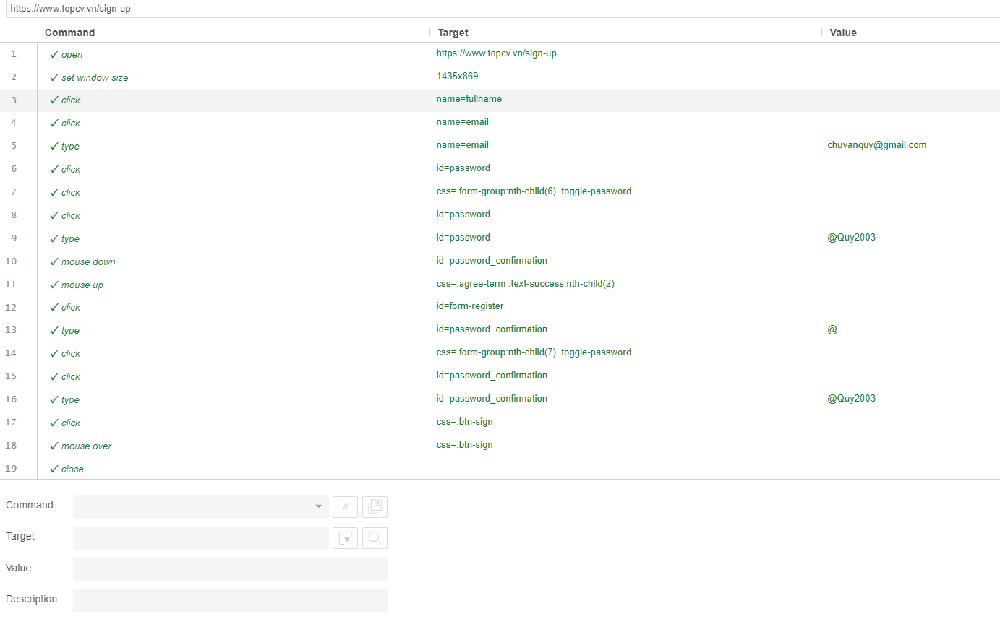 https://www.topcv.vn/sign-up
Command Target Value
1 ✓ open https://www.topcv.vn/sign-up
2 ✓ set window size 1435x869
3 ✓ click name=fullname
4 ✓ click name=email
5 ✓ type name=email chuvanquy@gmail.com
6 ✓ click id=password
7 ✓ click css=.form-group:nth-child(6) .toggle-password
8 ✓ click id=password
9 ✓ type id=password @Quy2003
10 ✓ mouse down id=password_confirmation
11 ✓ mouse up css=.agree-term .text-success:nth-child(2)
12 ✓ click id=form-register
13 ✓ type id=password_confirmation @
14 ✓ click css=.form-group:nth-child(7) .toggle-password
15 ✓ click id=password_confirmation
16 ✓ type id=password_confirmation @Quy2003
17 ✓ click css=.btn-sign
18 ✓ mouse over css=.btn-sign
19 ✓ close
Command //
Target
Value
Description